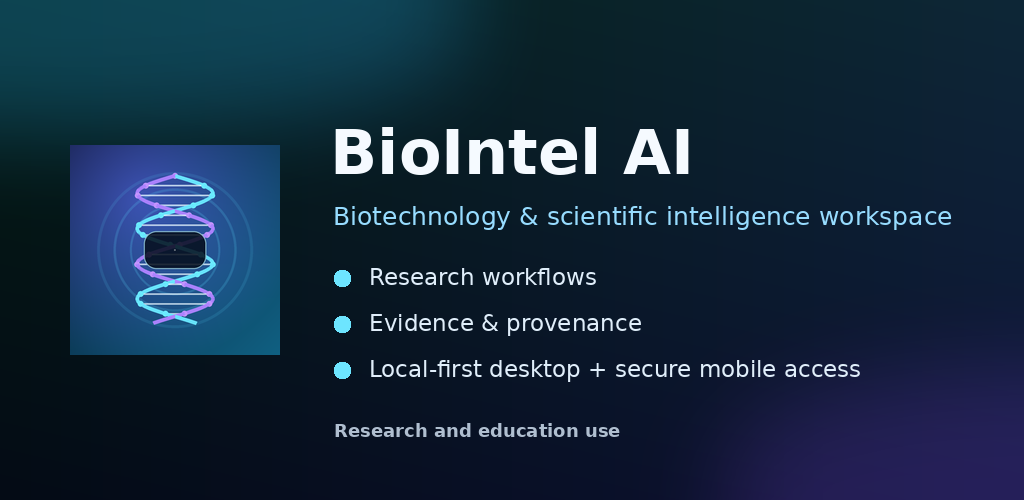 BioIntel AI
Biotechnology & scientific intelligence workspace
Research workflows
Evidence & provenance
Local-first desktop + secure mobile access
Research and education use